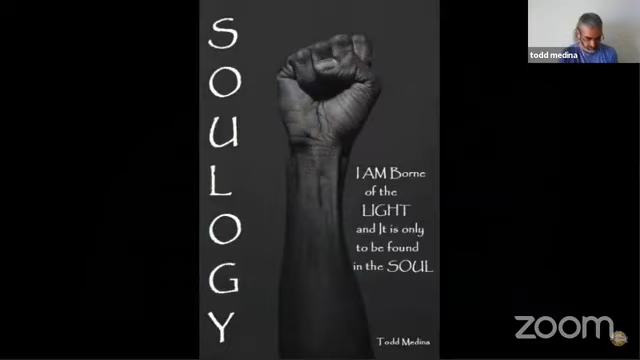 SOULOGY
I AM Borne
of the
LIGHT
and It is only
to be found
in the SOUL
Todd Medina
todd medina
zoom